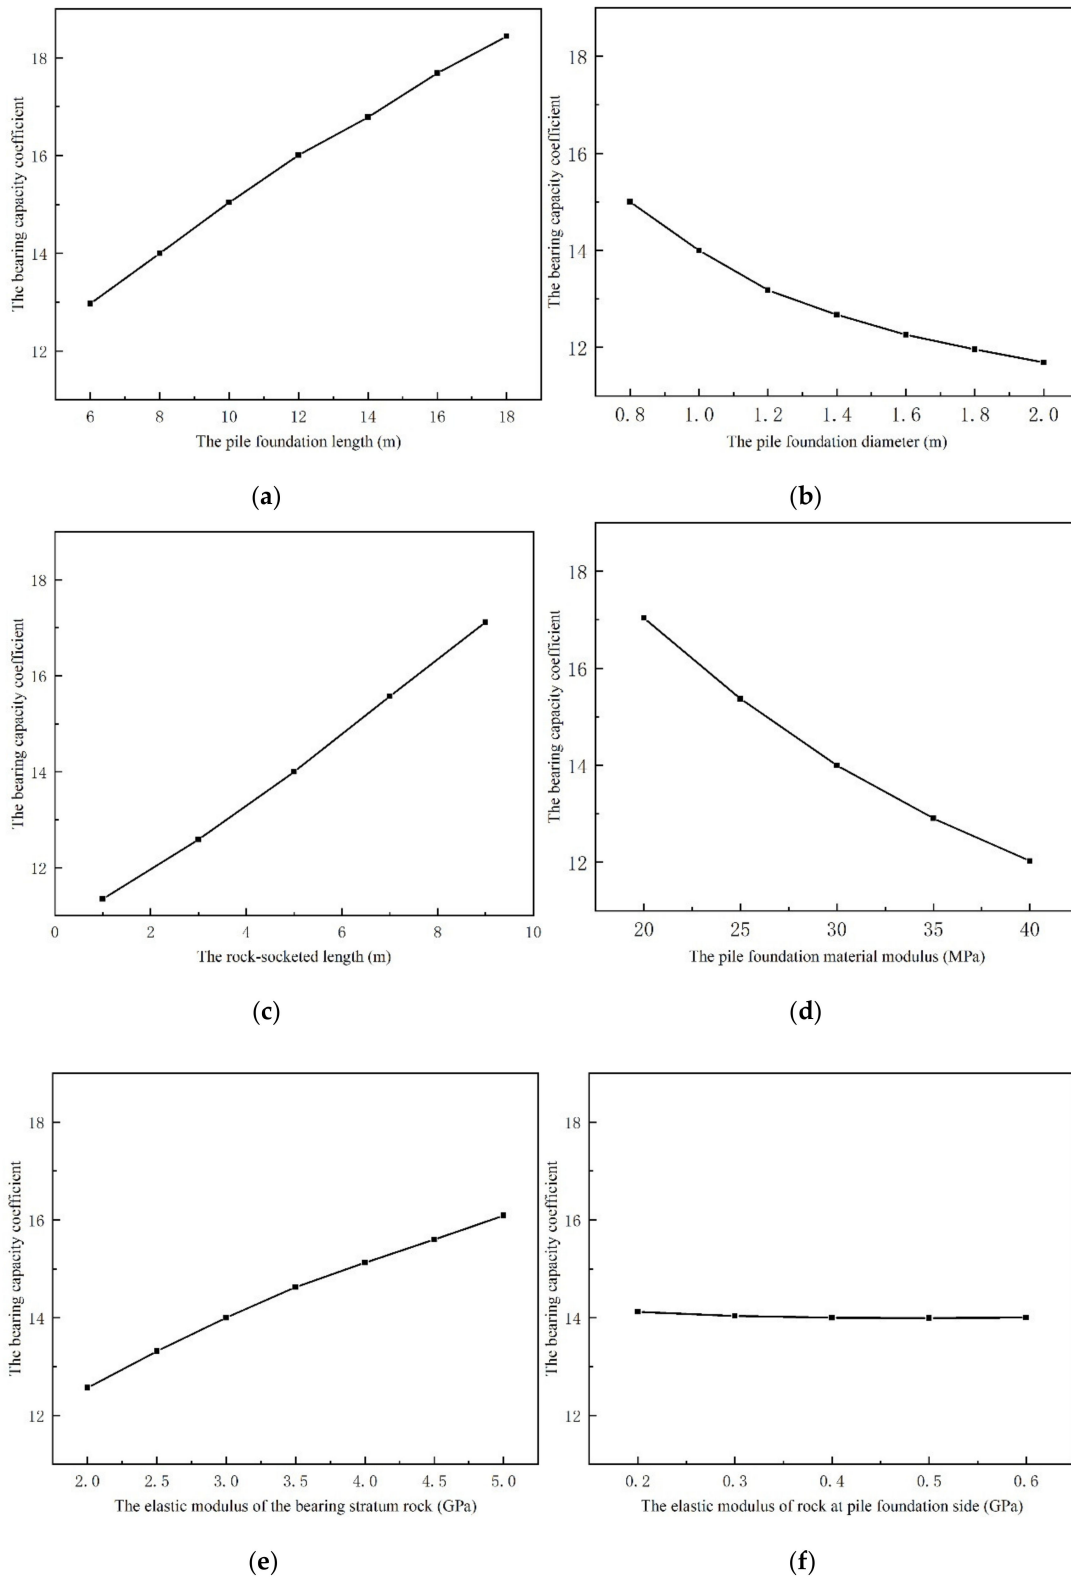 The bearing capacity coefficient
18
16
14
12
6 8 10 12 14 16 18
The pile foundation length (m)
(a)
The bearing capacity coefficient
18
16
14
12
0.8 1.0 1.2 1.4 1.6 1.8 2.0
The pile foundation diameter (m)
(b)
The bearing capacity coefficient
18
16
14
12
0 2 4 6 8 10
The rock-socketed length (m)
(c)
The bearing capacity coefficient
18
16
14
12
20 25 30 35 40
The pile foundation material modulus (MPa)
(d)
The bearing capacity coefficient
18
16
14
12
2.0 2.5 3.0 3.5 4.0 4.5 5.0
The elastic modulus of the bearing stratum rock (GPa)
(e)
The bearing capacity coefficient
18
16
14
12
0.2 0.3 0.4 0.5 0.6
The elastic modulus of rock at pile foundation side (GPa)
(f)